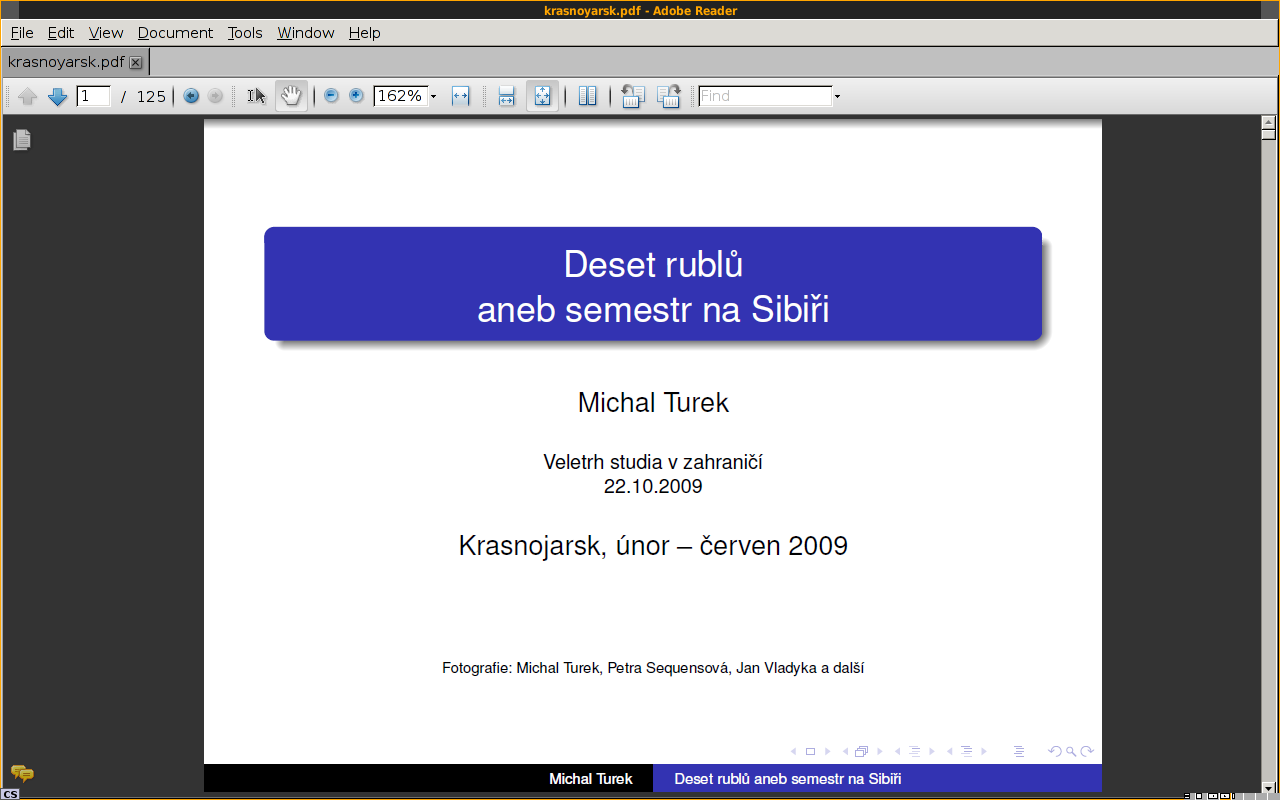 krasnoyarsk.pdf - Adobe Reader
File Edit View Document Tools Window Help
krasnoyarsk.pdf
1 / 125 162% Find
Deset rublů
aneb semestr na Sibiři
Michal Turek
Veletrh studia v zahraničí
22.10.2009
Krasnojarsk, únor – červen 2009
Fotografie: Michal Turek, Petra Sequensová, Jan Vladyka a další
Michal Turek Deset rublů aneb semestr na Sibiři
CS